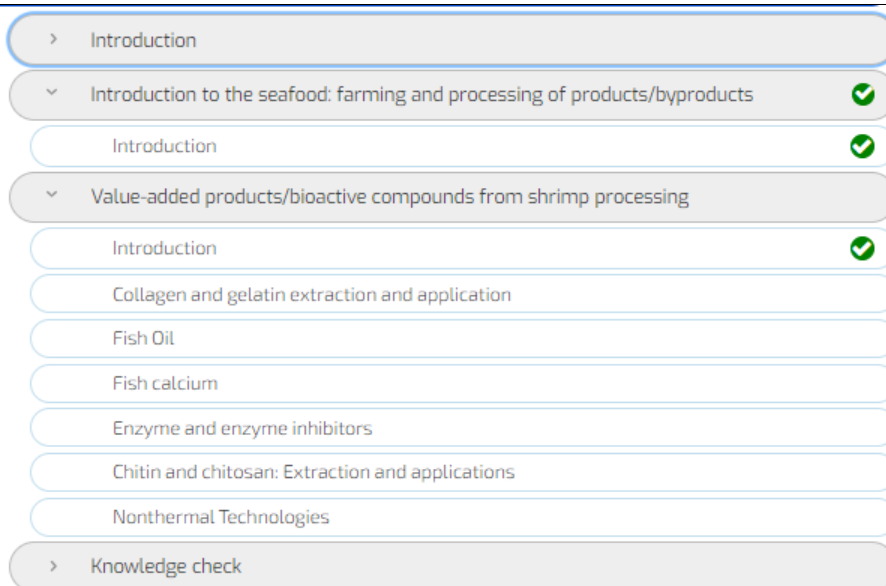 Introduction
Introduction to the seafood: farming and processing of products/byproducts
Introduction
Value-added products/bioactive compounds from shrimp processing
Introduction
Collagen and gelatin extraction and application
Fish Oil
Fish calcium
Enzyme and enzyme inhibitors
Chitin and chitosan: Extraction and applications
Nonthermal Technologies
Knowledge check